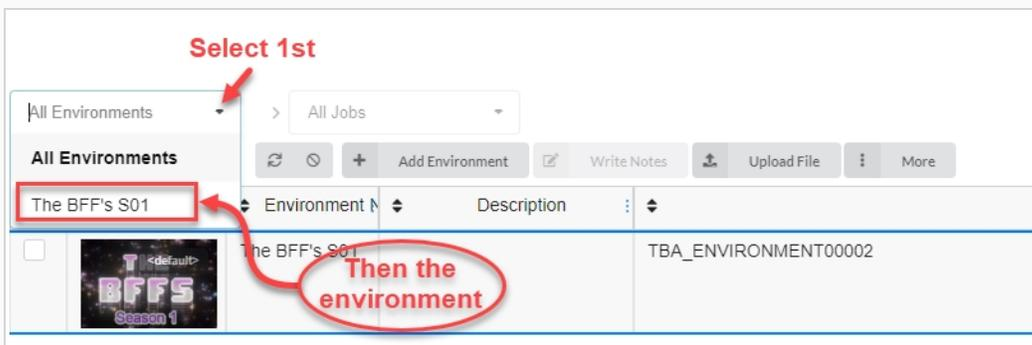 Select 1st
All Environments
> All Jobs
All Environments
Add Environment
Write Notes
Upload File
More
The BFF's S01
Environment N
Description
The BFF's S01
TBA_ENVIRONMENT00002
Then the
environment
THE <default>
BFFS
Season 1